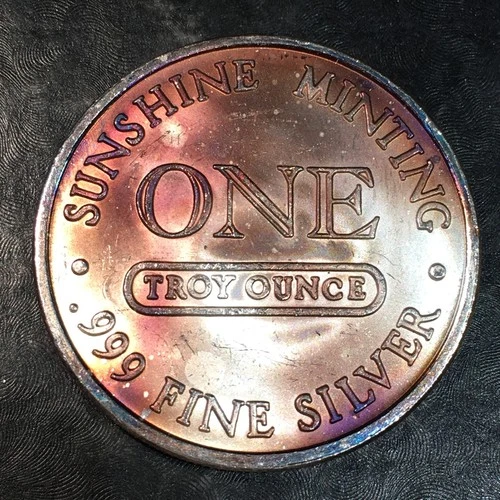 SUNSHINE MINTING
ONE
TROY OUNCE
.999 FINE SILVER